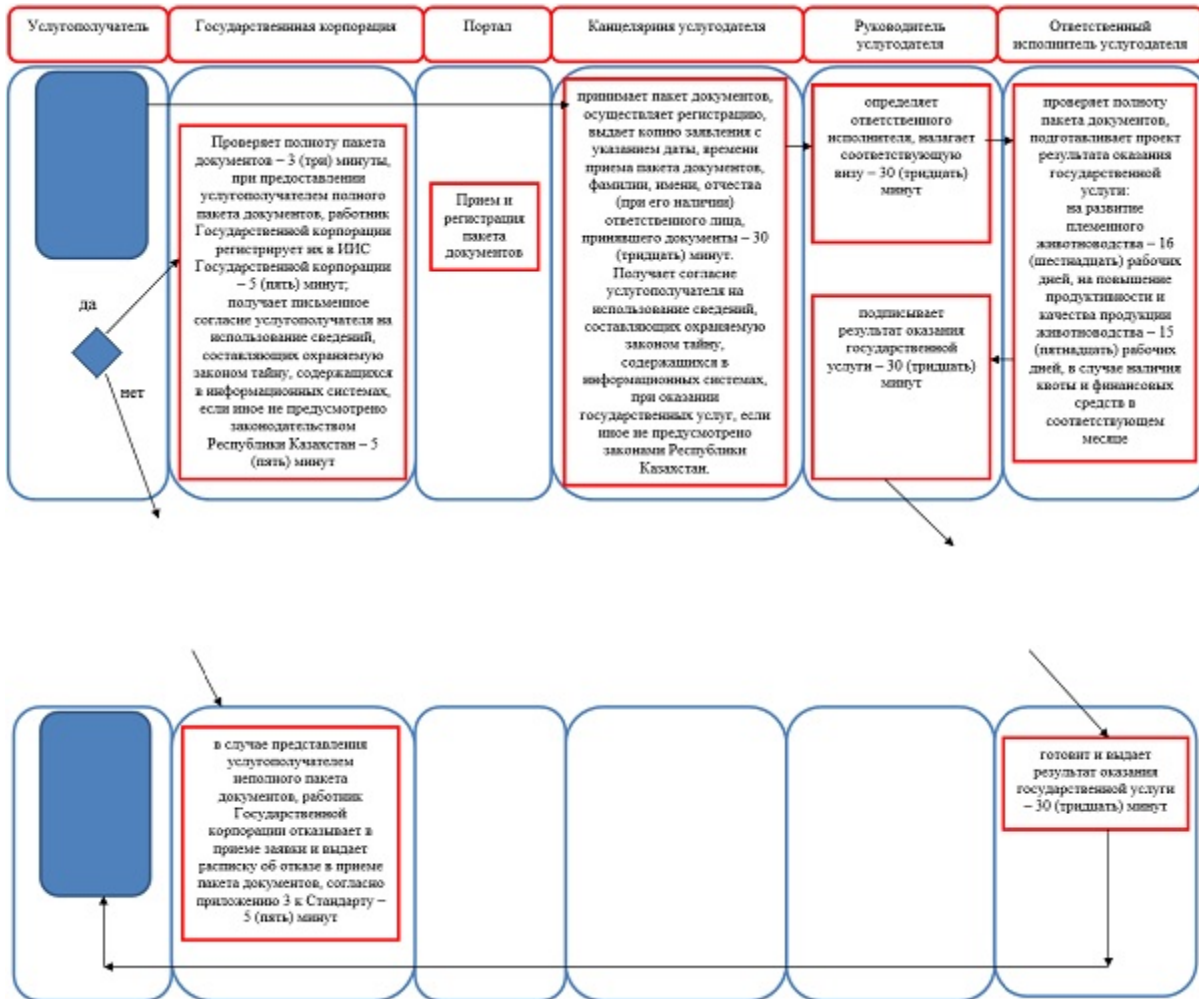 Услугополучатель
Государственнная корпорация
Портал
Канцелярния услугодателя
Руководитель
услугодателя
Ответственный
исполнитель услугодателя
да
нет
Проверяет полноту пакета
документов – 3 (три) минуты,
при предоставлении
услугополучателем полного
пакета документов, работник
Государственной корпорации
регистрирует их в ИИС
Государственной корпорации
– 5 (пять) минут;
получает письменное
согласие услугополучателя на
использование сведений,
составляющих охраняемую
законом тайну, содержащихся
в информационных системах,
если иное не предусмотрено
законодательством
Республики Казахстан – 5
(пять) минут
Прием и
регистрация
пакета
документов
принимает пакет документов,
осуществляет регистрацию,
выдает копию заявления с
указанием даты, времени
приема пакета документов,
фамилии, имени, отчества
(при его наличии)
ответственного лица,
принявшего документы – 30
(тридцать) минут.
Получает согласие
услугополучателя на
использование сведений,
составляющих охраняемую
законом тайну,
содержащихся в
информационных системах,
при оказании
государственных услуг, если
иное не предусмотрено
законами Республики
Казахстан.
определяет
ответственного
исполнителя, налагает
соответствующую
визу – 30 (тридцать)
минут
подписывает
результат оказания
государственной
услуги – 30 (тридцать)
минут
проверяет полноту
пакета документов,
подготавливает проект
результата оказания
государственной
услуги:
на развитие
племенного
животноводства – 16
(шестнадцать) рабочих
дней, на повышение
продуктивности и
качества продукции
животноводства – 15
(пятнадцать) рабочих
дней, в случае наличия
квоты и финансовых
средств в
соответствующем
месяце
в случае представления
услугополучателем
неполного пакета
документов, работник
Государственной
корпорации отказывает в
приеме заявки и выдает
расписку об отказе в приеме
пакета документов, согласно
приложению 3 к Стандарту –
5 (пять) минут
готовит и выдает
результат оказания
государственной услуги
– 30 (тридцать) минут